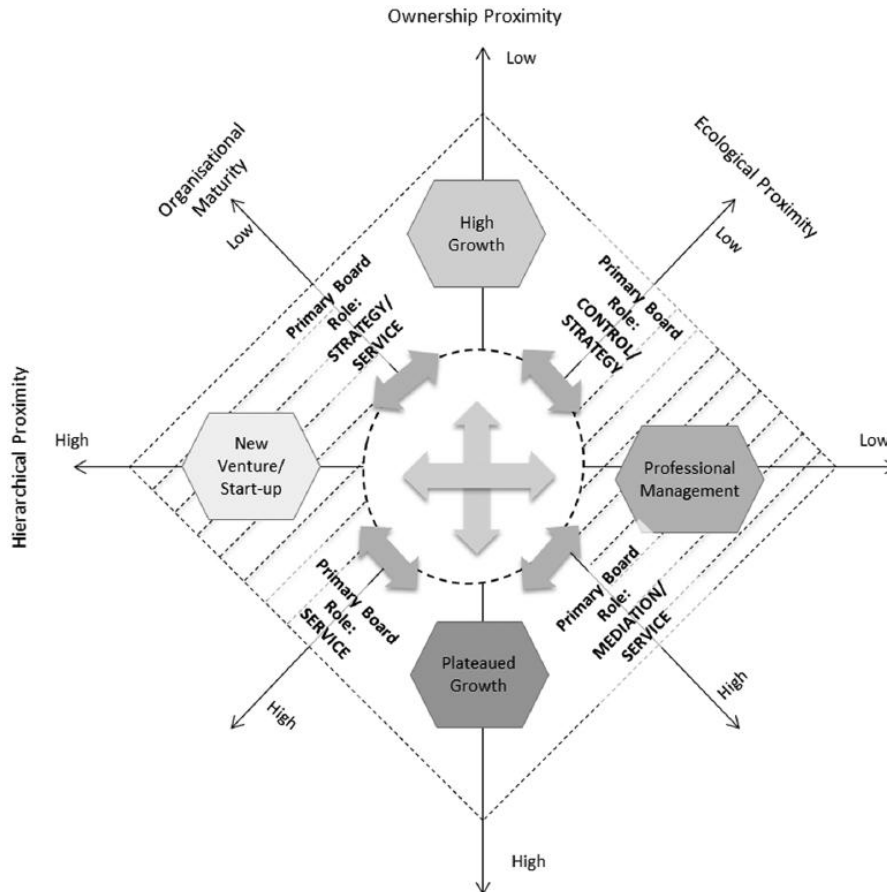 Ownership Proximity
Low
Organisational
Maturity
Low
Ecological Proximity
Low
High
Growth
Primary Board
Role:
STRATEGY/
SERVICE
Primary Board
Role:
CONTROL/
STRATEGY
Hierarchical Proximity
High
New
Venture/
Start-up
Professional
Management
Low
Primary Board
Role:
SERVICE
High
Plateaued
Growth
Primary Board
Role:
MEDIATION/
SERVICE
High
High